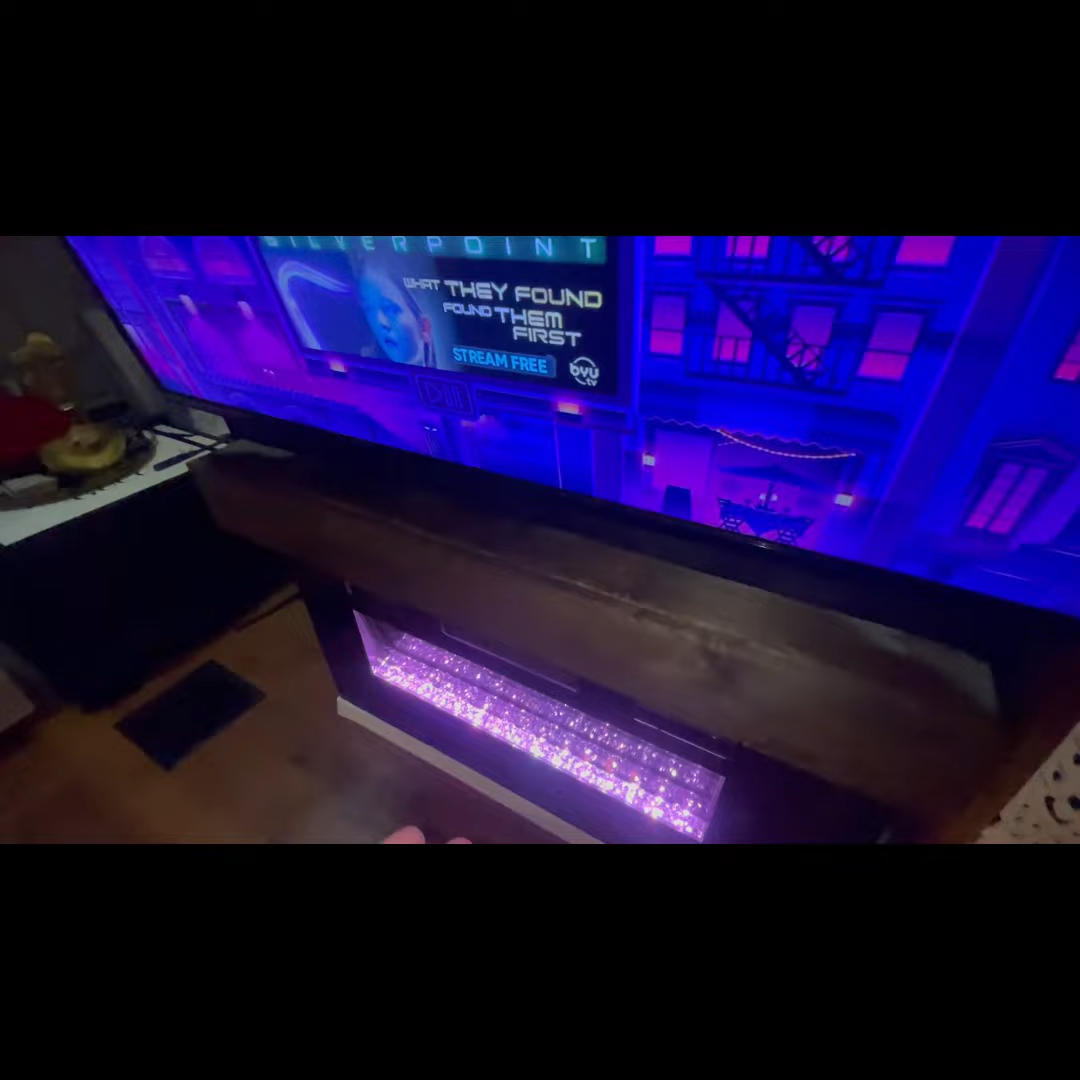 SILVERPOINT
WHAT THEY FOUND
FOUND THEM
FIRST
STREAM FREE
byu
tv